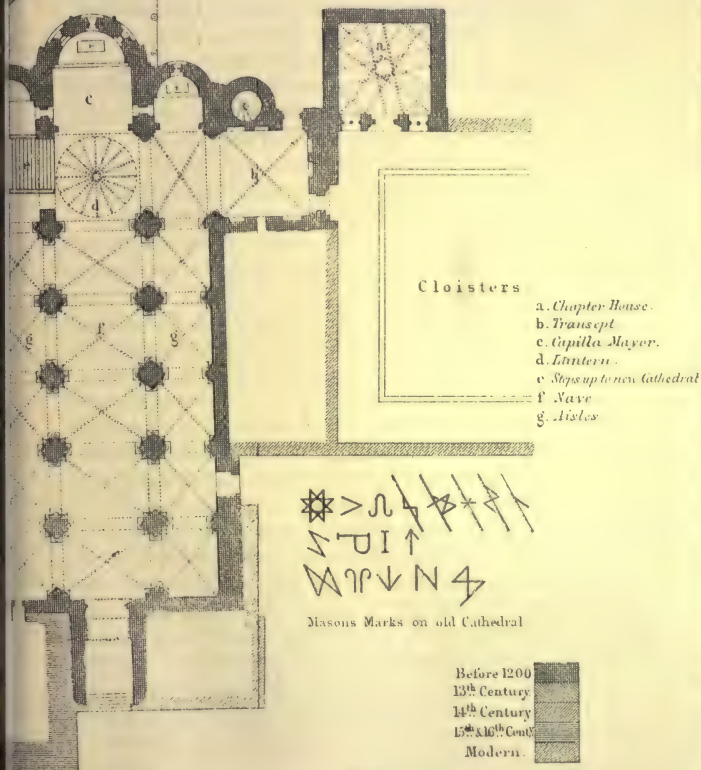 a
c
b
d
g
f
g
Cloisters
a. Chapter House.
b. Transept
c. Capilla Mayor.
d. Lantern.
e Steps up to new Cathedral
f Nave
g. Aisles
Masons Marks on old Cathedral
Before 1200
13th Century
14th Century
15th & 16th Centy
Modern.